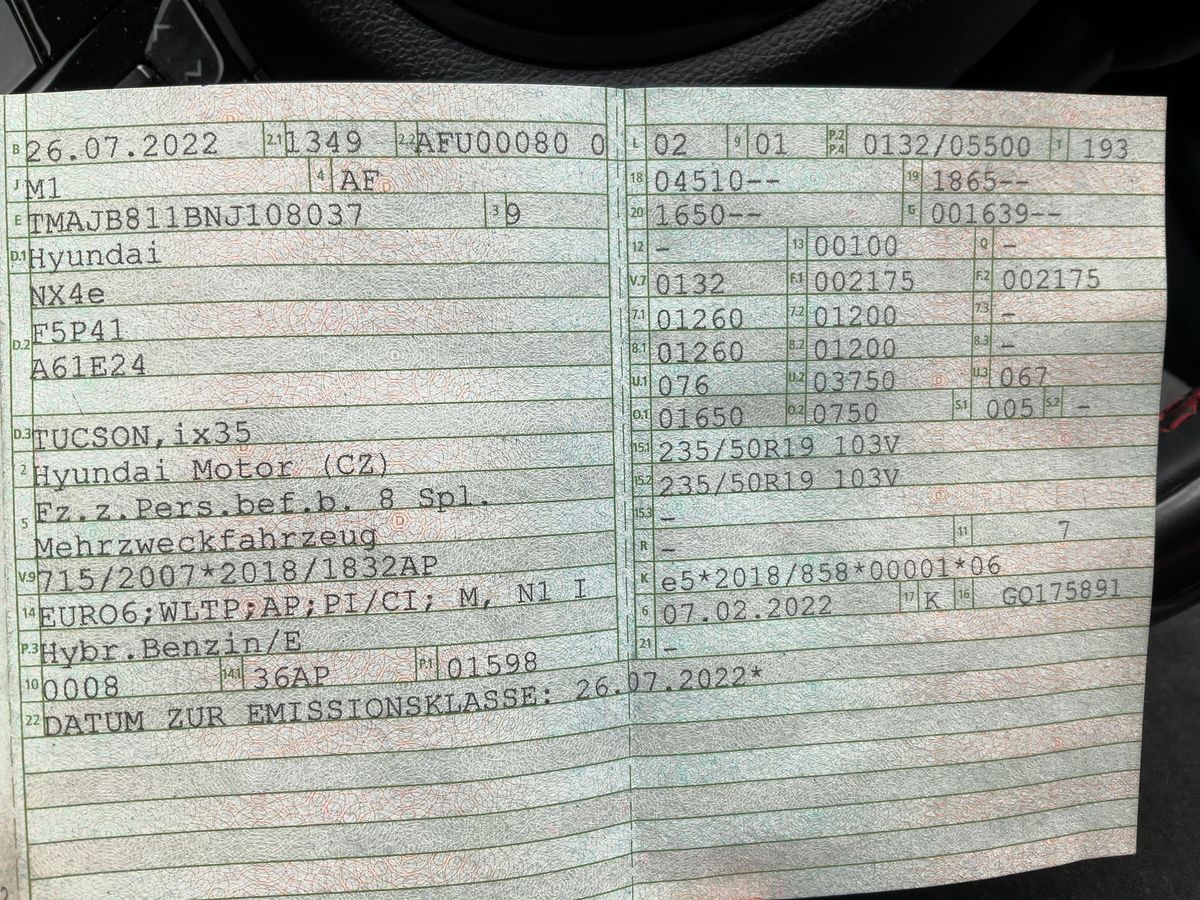 B 26.07.2022 2.1 1349 2.2 AFU00080 0
J M1 4 AF
E TMAJB811BNJ108037 3 9
D.1 Hyundai
NX4e
D.2 F5P41
A61E24
D.3 TUCSON,ix35
2 Hyundai Motor (CZ)
5 Fz.z.Pers.bef.b. 8 Spl.
Mehrzweckfahrzeug
V.9 715/2007*2018/1832AP
14 EURO6;WLTP;AP;PI/CI; M, N1 I
P.3 Hybr.Benzin/E
10 0008 14.1 36AP P.1 01598
22 DATUM ZUR EMISSIONSKLASSE: 26.07.2022*
L 02 9 01 P.2 P.4 0132/05500 T 193
18 04510-- 19 1865--
20 1650-- G 001639--
12 – 13 00100 Q –
V.7 0132 F.1 002175 F.2 002175
7.1 01260 7.2 01200 7.3 –
8.1 01260 8.2 01200 8.3 –
U.1 076 U.2 03750 U.3 067
O.1 01650 O.2 0750 S.1 005 S.2 –
15.1 235/50R19 103V
15.2 235/50R19 103V
15.3 –
R – 11 7
K e5*2018/858*00001*06
6 07.02.2022 17 K 16 GQ175891
21 –